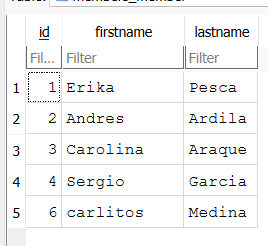 id firstname lastname
Fil... Filter Filter
1 1 Erika Pesca
2 2 Andres Ardila
3 3 Carolina Araque
4 4 Sergio Garcia
5 6 carlitos Medina